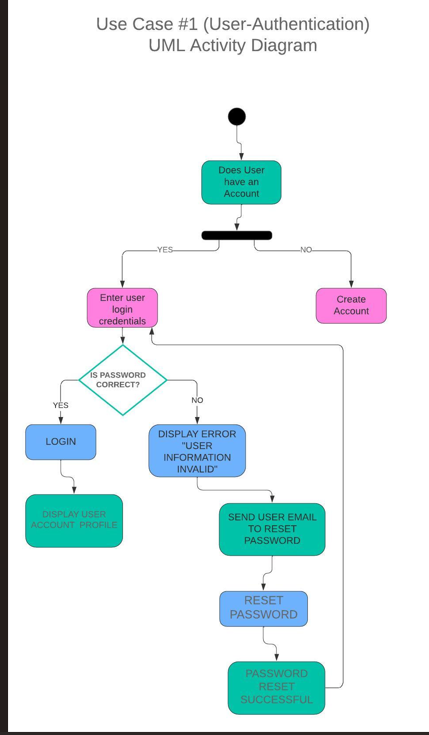 Use Case #1 (User-Authentication)
UML Activity Diagram
Does User
have an
Account
YES
NO
Enter user
login
credentials
Create
Account
IS PASSWORD
CORRECT?
YES
NO
LOGIN
DISPLAY ERROR
"USER
INFORMATION
INVALID"
DISPLAY USER
ACCOUNT PROFILE
SEND USER EMAIL
TO RESET
PASSWORD
RESET
PASSWORD
PASSWORD
RESET
SUCCESSFUL